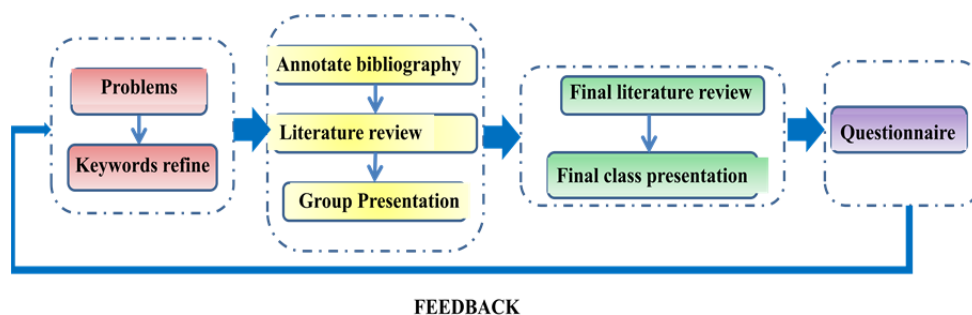 Problems
Keywords refine
Annotate bibliography
Literature review
Group Presentation
Final literature review
Final class presentation
Questionnaire
FEEDBACK